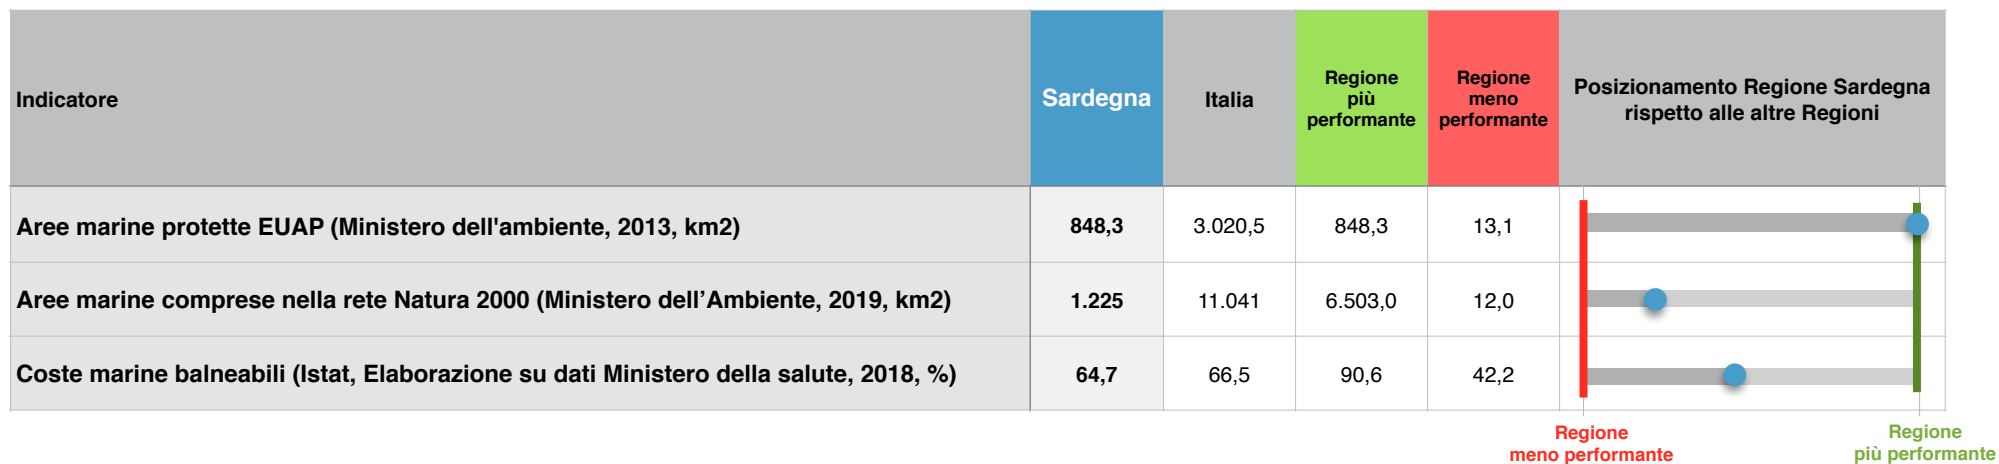 Indicatore
Sardegna
Italia
Regione
più
performante
Regione
meno
performante
Posizionamento Regione Sardegna
rispetto alle altre Regioni
Aree marine protette EUAP (Ministero dell'ambiente, 2013, km2)
848,3
3.020,5
848,3
13,1
Aree marine comprese nella rete Natura 2000 (Ministero dell’Ambiente, 2019, km2)
1.225
11.041
6.503,0
12,0
Coste marine balneabili (Istat, Elaborazione su dati Ministero della salute, 2018, %)
64,7
66,5
90,6
42,2
Regione
meno performante
Regione
più performante